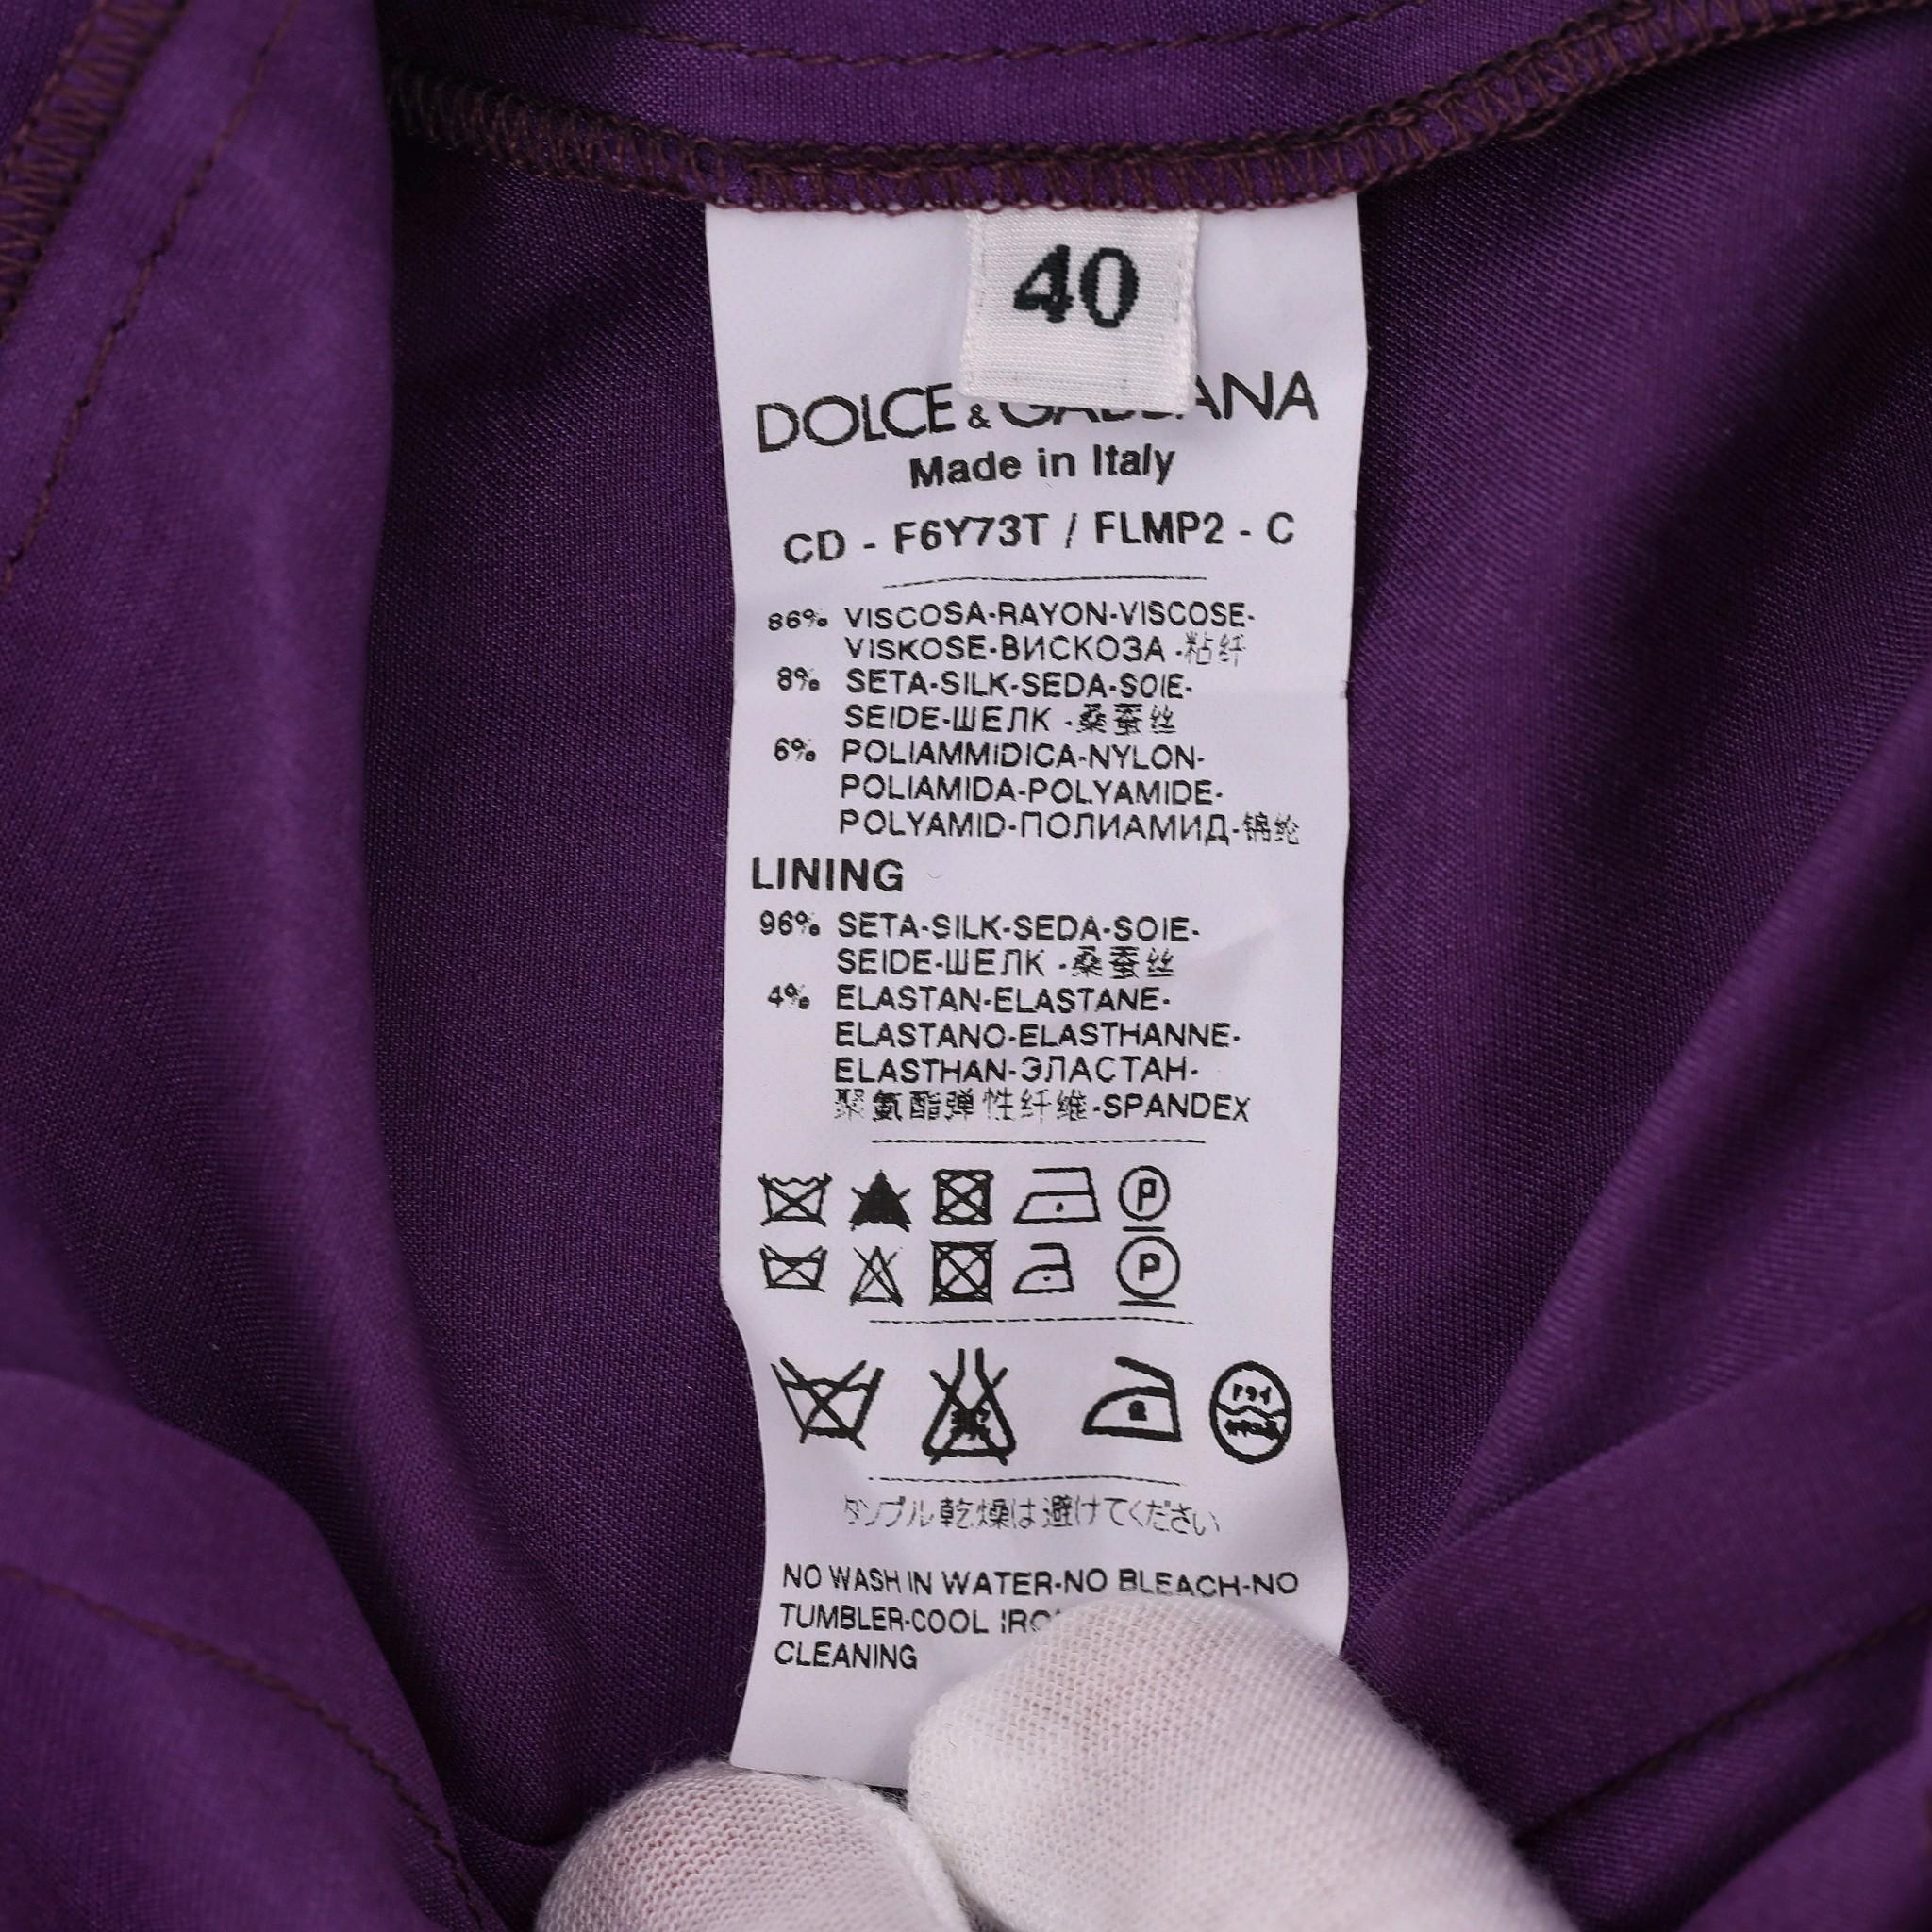 40
DOLCE & GABBANA
Made in Italy
CD - F6Y73T / FLMP2 - C
86% VISCOSA-RAYON-VISCOSE-
VISKOSE-ВИСКОЗА -粘纤
8% SETA-SILK-SEDA-SOIE-
SEIDE-ШЕЛК -桑蚕丝
6% POLIAMMIDICA-NYLON-
POLIAMIDA-POLYAMIDE-
POLYAMID-ПОЛИАМИД-锦纶
LINING
96% SETA-SILK-SEDA-SOIE-
SEIDE-ШЕЛК -桑蚕丝
4% ELASTAN-ELASTANE-
ELASTANO-ELASTHANNE-
ELASTHAN-ЭЛАСТАН-
聚氨酯弹性纤维-SPANDEX
P
P
ドライ
タンブル乾燥は避けてください
NO WASH IN WATER-NO BLEACH-NO
TUMBLER-COOL IRO
CLEANING